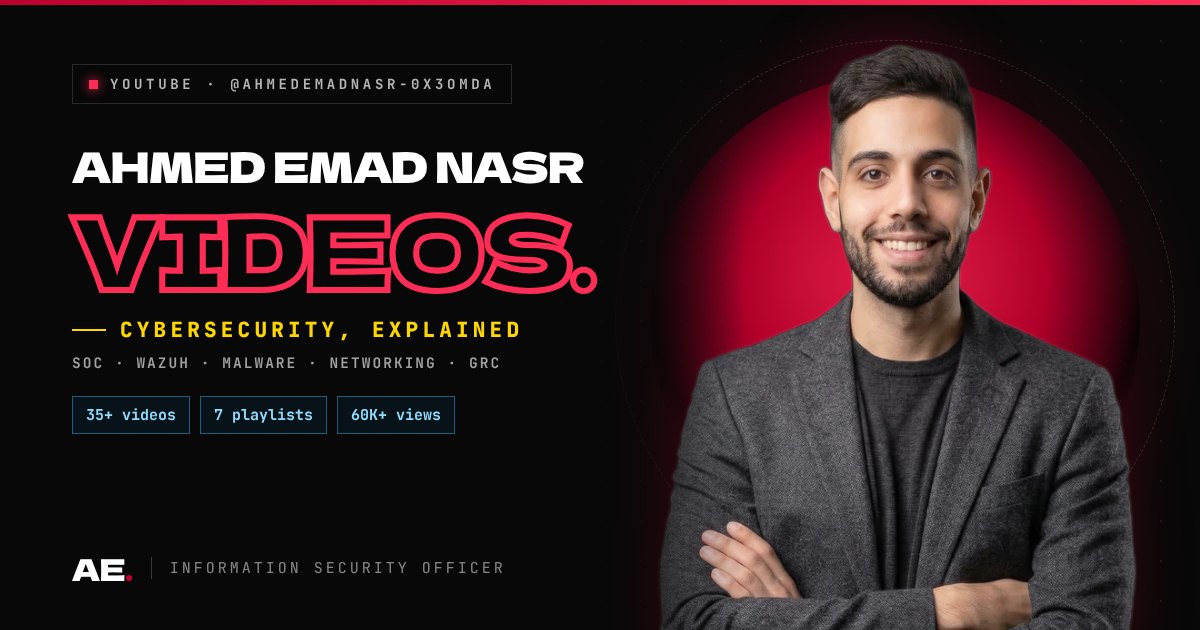 YOUTUBE · @AHMEDEMADNASR-0X3OMDA
AHMED EMAD NASR
VIDEOS.
CYBERSECURITY, EXPLAINED
SOC · WAZUH · MALWARE · NETWORKING · GRC
35+ videos 7 playlists 60K+ views
AE. INFORMATION SECURITY OFFICER